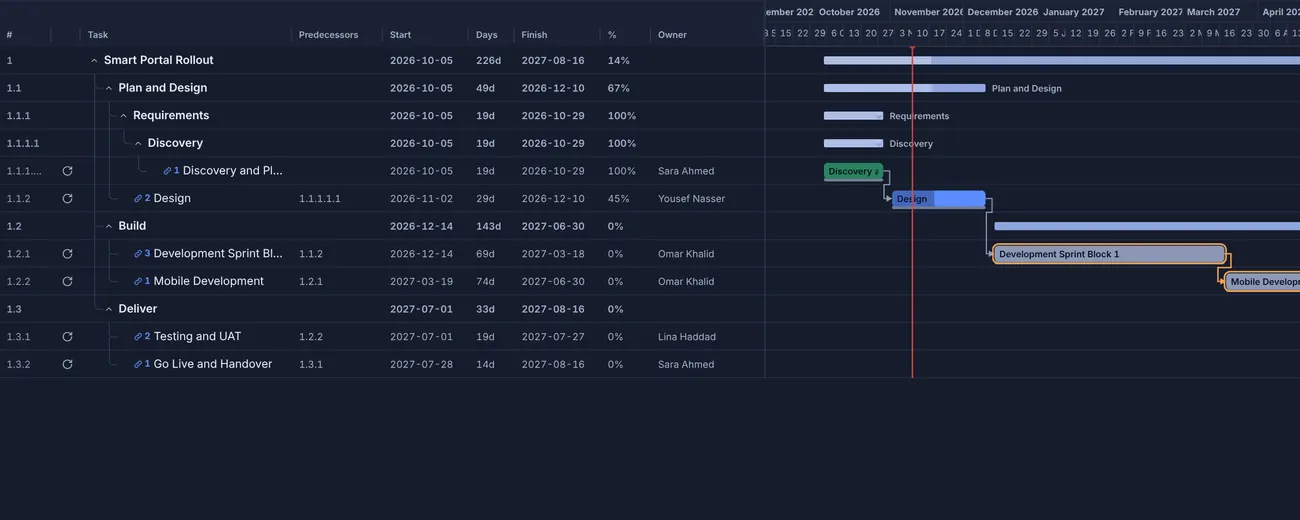 ember 202 October 2026 November 2026 December 2026 January 2027 February 2027 March 2027 April 202
# Task Predecessors Start Days Finish % Owner
15 22 29 6 13 20 27 3 10 17 24 1 8 15 22 29 5 12 19 26 2 9 16 23 2 9 16 23 30 6 13
1 Smart Portal Rollout 2026-10-05 226d 2027-08-16 14%
1.1 Plan and Design 2026-10-05 49d 2026-12-10 67% Plan and Design
1.1.1 Requirements 2026-10-05 19d 2026-10-29 100% Requirements
1.1.1.1 Discovery 2026-10-05 19d 2026-10-29 100% Discovery
1.1.1.... 1 Discovery and Pl... 2026-10-05 19d 2026-10-29 100% Sara Ahmed Discovery
1.1.2 2 Design 1.1.1.1.1 2026-11-02 29d 2026-12-10 45% Yousef Nasser Design
1.2 Build 2026-12-14 143d 2027-06-30 0%
1.2.1 3 Development Sprint Bl... 1.1.2 2026-12-14 69d 2027-03-18 0% Omar Khalid Development Sprint Block 1
1.2.2 1 Mobile Development 1.2.1 2027-03-19 74d 2027-06-30 0% Omar Khalid Mobile Develop
1.3 Deliver 2027-07-01 33d 2027-08-16 0%
1.3.1 2 Testing and UAT 1.2.2 2027-07-01 19d 2027-07-27 0% Lina Haddad
1.3.2 1 Go Live and Handover 1.3.1 2027-07-28 14d 2027-08-16 0% Sara Ahmed